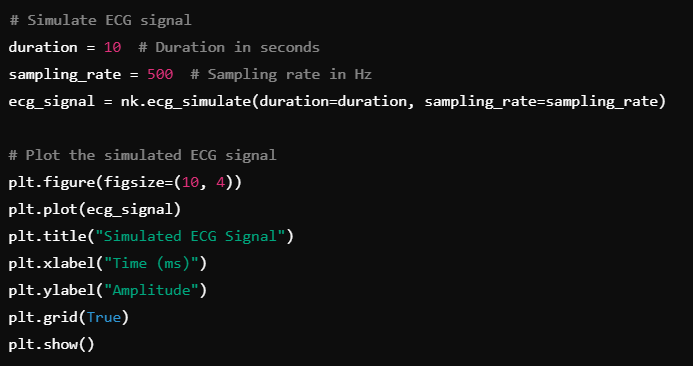 # Simulate ECG signal
duration = 10  # Duration in seconds
sampling_rate = 500  # Sampling rate in Hz
ecg_signal = nk.ecg_simulate(duration=duration, sampling_rate=sampling_rate)

# Plot the simulated ECG signal
plt.figure(figsize=(10, 4))
plt.plot(ecg_signal)
plt.title("Simulated ECG Signal")
plt.xlabel("Time (ms)")
plt.ylabel("Amplitude")
plt.grid(True)
plt.show()